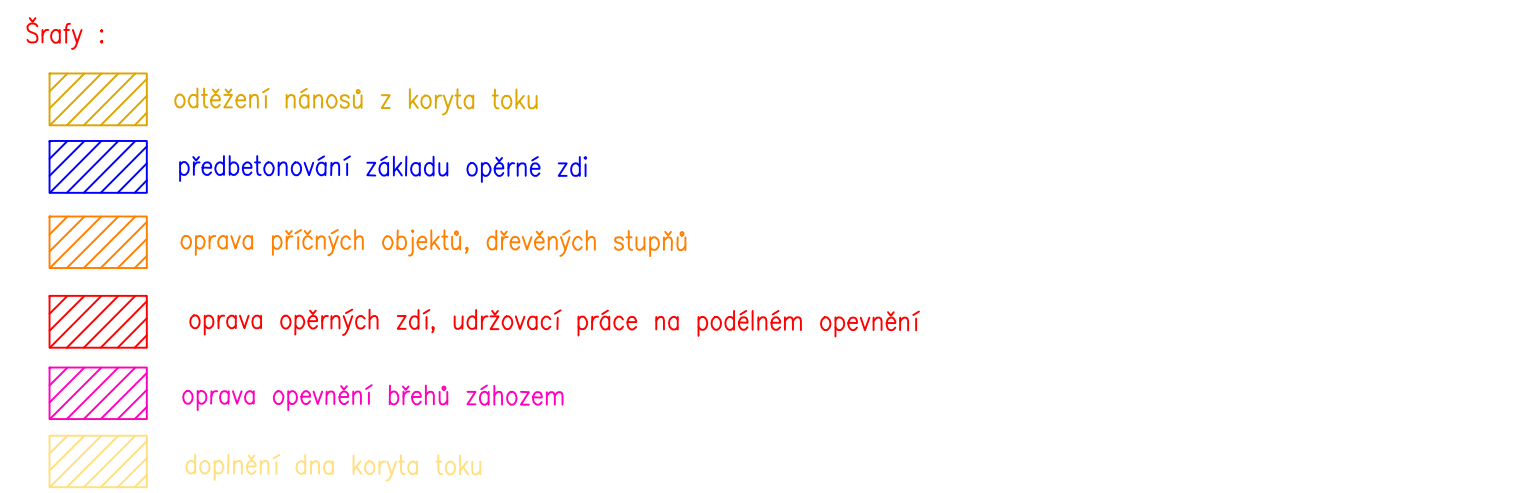 Šrafy :
odtěžení nánosů z koryta toku
předbetonování základu opěrné zdi
oprava příčných objektů, dřevěných stupňů
oprava opěrných zdí, udržovací práce na podélném opevnění
oprava opevnění břehů záhozem
doplnění dna koryta toku